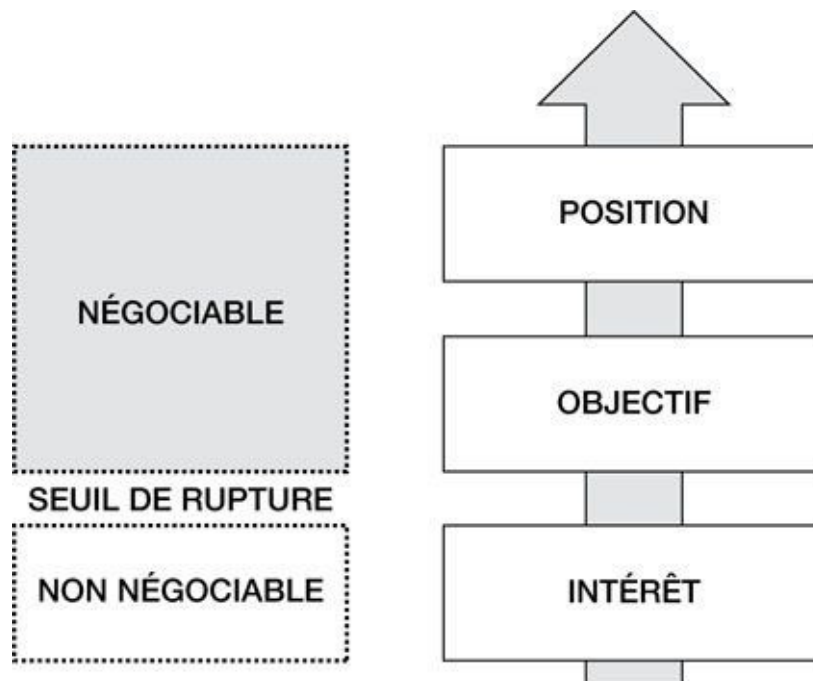 NÉGOCIABLE
SEUIL DE RUPTURE
NON NÉGOCIABLE
POSITION
OBJECTIF
INTÉRÊT